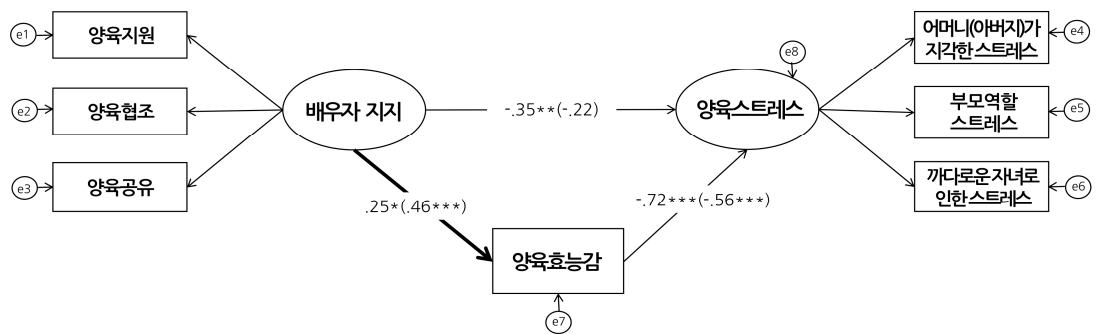 e1
양육지원
e2
양육협조
e3
양육공유
배우자 지지
-.35**(-.22)
.25*(.46***)
양육효능감
e7
-.72***(-.56***)
e8
양육스트레스
어머니(아버지)가
지각한 스트레스
e4
부모역할
스트레스
e5
까다로운 자녀로
인한 스트레스
e6